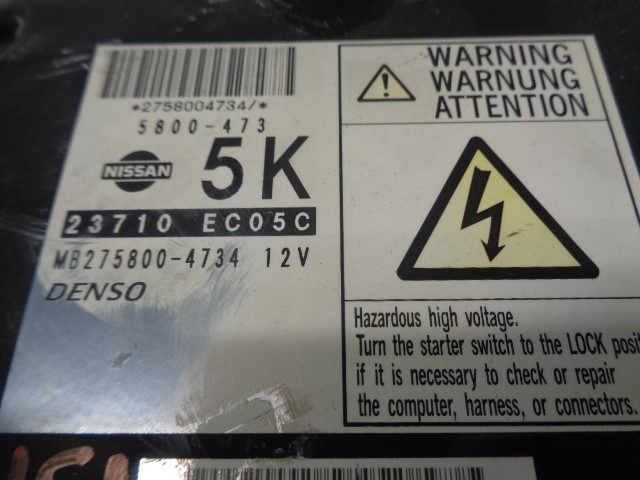 *2758004734/*
5800-473
NISSAN 5K
23710 EC05C
MB275800-4734 12V
DENSO
WARNING
WARNUNG
ATTENTION
Hazardous high voltage.
Turn the starter switch to the LOCK posit
if it is necessary to check or repair
the computer, harness, or connectors.